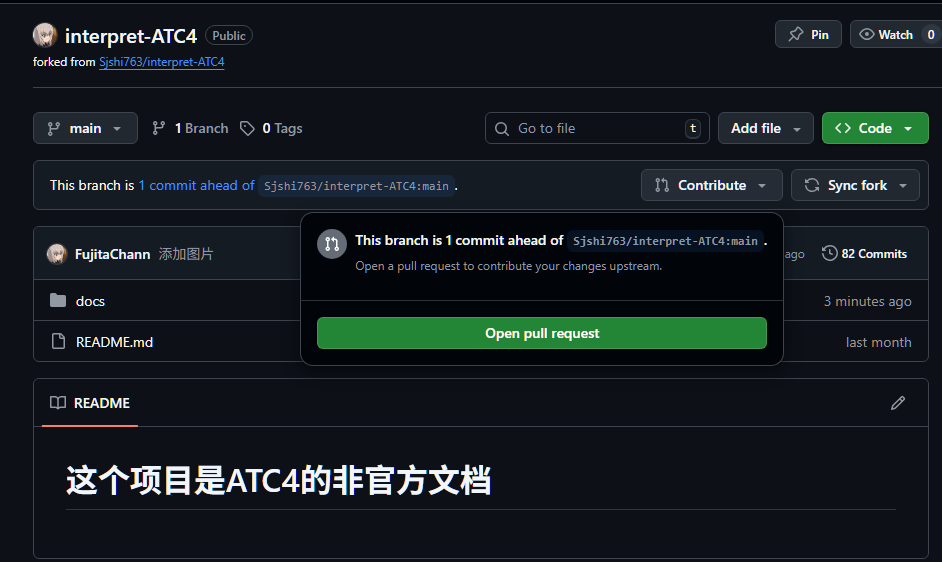 interpret-ATC4 Public Pin Watch 0
forked from Sjshi763/interpret-ATC4
main 1 Branch 0 Tags Go to file t Add file Code
This branch is 1 commit ahead of Sjshi763/interpret-ATC4:main . Contribute Sync fork
This branch is 1 commit ahead of Sjshi763/interpret-ATC4:main .
Open a pull request to contribute your changes upstream.
Open pull request
FujitaChann 添加图片 ago 82 Commits
docs 3 minutes ago
README.md last month
README
这个项目是ATC4的非官方文档